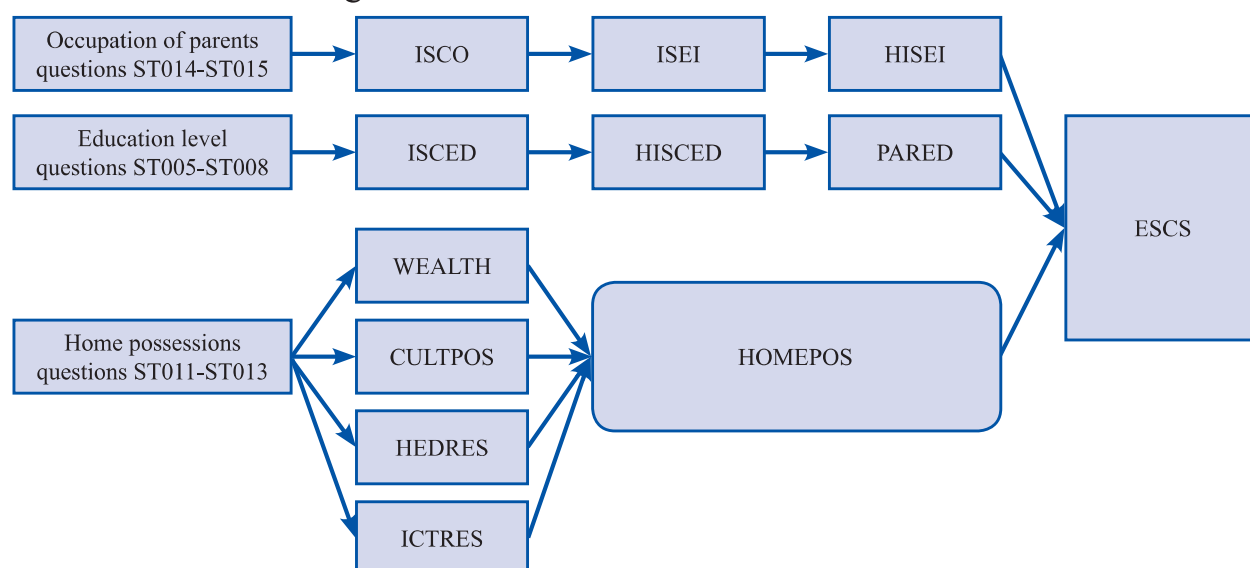 Occupation of parents
questions ST014-ST015
ISCO
ISEI
HISEI
Education level
questions ST005-ST008
ISCED
HISCED
PARED
ESCS
WEALTH
Home possessions
questions ST011-ST013
CULTPOS
HOMEPOS
HEDRES
ICTRES